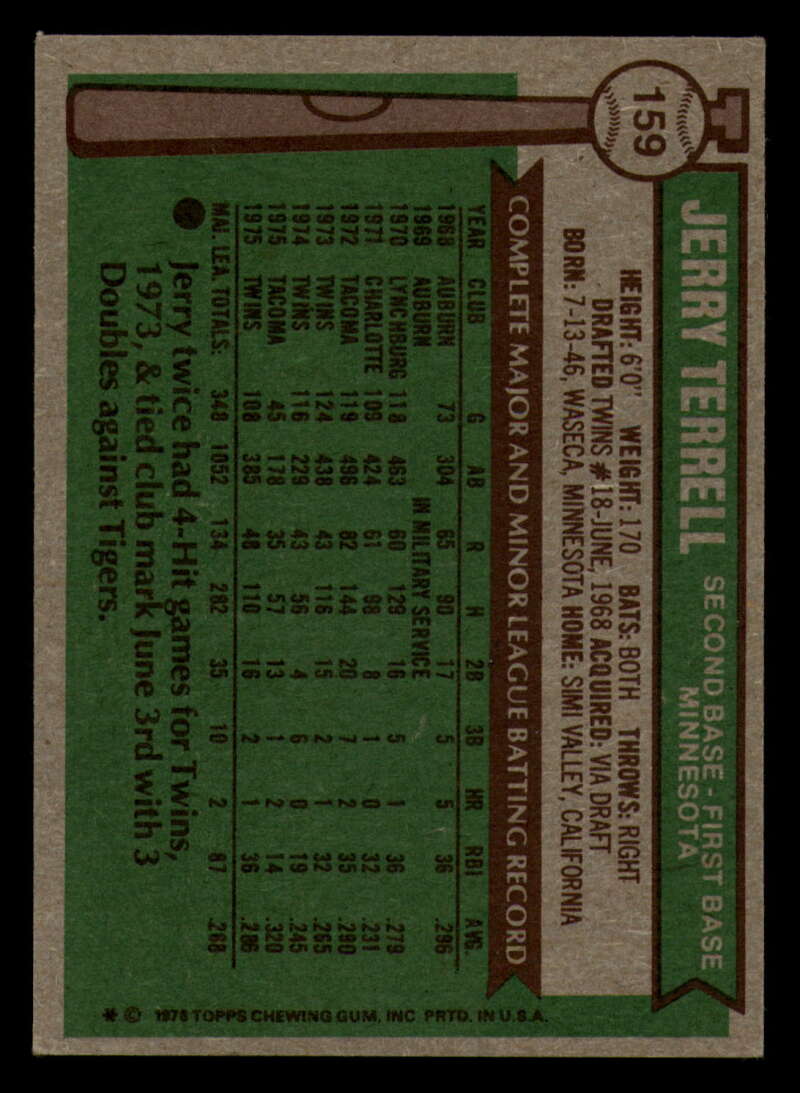 159
JERRY TERRELL SECOND BASE - FIRST BASE
MINNESOTA
HEIGHT: 6'0" WEIGHT: 170 BATS: BOTH THROWS: RIGHT
DRAFTED TWINS #18-JUNE, 1968 ACQUIRED: VIA DRAFT
BORN: 7-13-46, WASECA, MINNESOTA HOME: SIMI VALLEY, CALIFORNIA
COMPLETE MAJOR AND MINOR LEAGUE BATTING RECORD
YEAR CLUB G AB R H 2B 3B HR RBI AVG.
1968 AUBURN 73 304 65 90 17 5 5 36 .296
1969 AUBURN IN MILITARY SERVICE
1970 LYNCHBURG 118 463 60 129 16 5 1 36 .279
1971 CHARLOTTE 109 424 61 98 8 1 0 32 .231
1972 TACOMA 119 496 82 144 20 7 2 35 .290
1973 TWINS 124 438 43 116 15 2 1 32 .265
1974 TWINS 116 229 43 56 4 6 0 19 .245
1975 TACOMA 45 178 35 57 13 1 2 14 .320
1975 TWINS 108 385 48 110 16 2 1 36 .286
MAJ. LEA. TOTALS: 348 1052 134 282 35 10 2 87 .268
Jerry twice had 4-Hit games for Twins,
1973, & tied club mark June 3rd with 3
Doubles against Tigers.
* © 1976 TOPPS CHEWING GUM, INC PRTD. IN U.S.A.